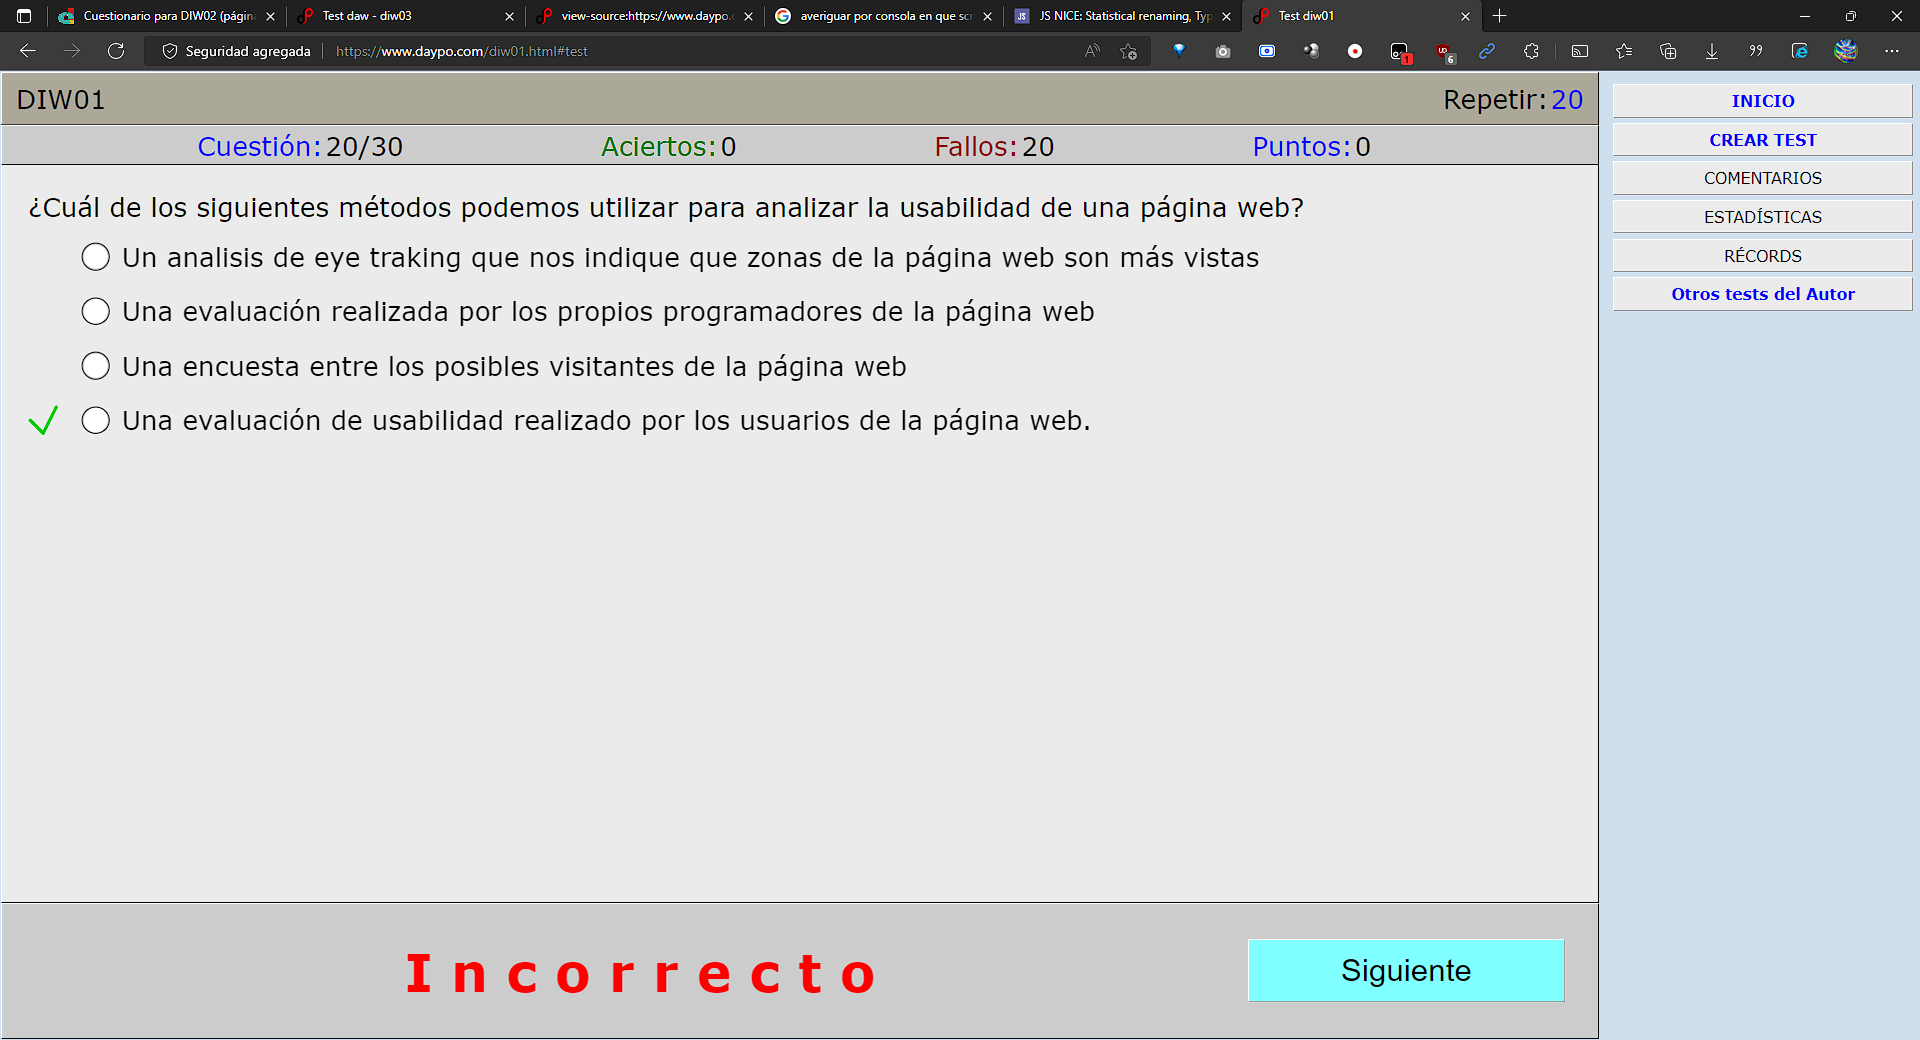 Cuestionario para DIW02 (página
Test daw - diw03
view-source:https://www.daypo.c
averiguar por consola en que scr
JS NICE: Statistical renaming, Typ
Test diw01
Seguridad agregada
https://www.daypo.com/diw01.html#test
DIW01
Repetir: 20
Cuestión: 20/30
Aciertos: 0
Fallos: 20
Puntos: 0
¿Cuál de los siguientes métodos podemos utilizar para analizar la usabilidad de una página web?
Un analisis de eye traking que nos indique que zonas de la página web son más vistas
Una evaluación realizada por los propios programadores de la página web
Una encuesta entre los posibles visitantes de la página web
Una evaluación de usabilidad realizado por los usuarios de la página web.
Incorrecto
Siguiente
INICIO
CREAR TEST
COMENTARIOS
ESTADÍSTICAS
RÉCORDS
Otros tests del Autor